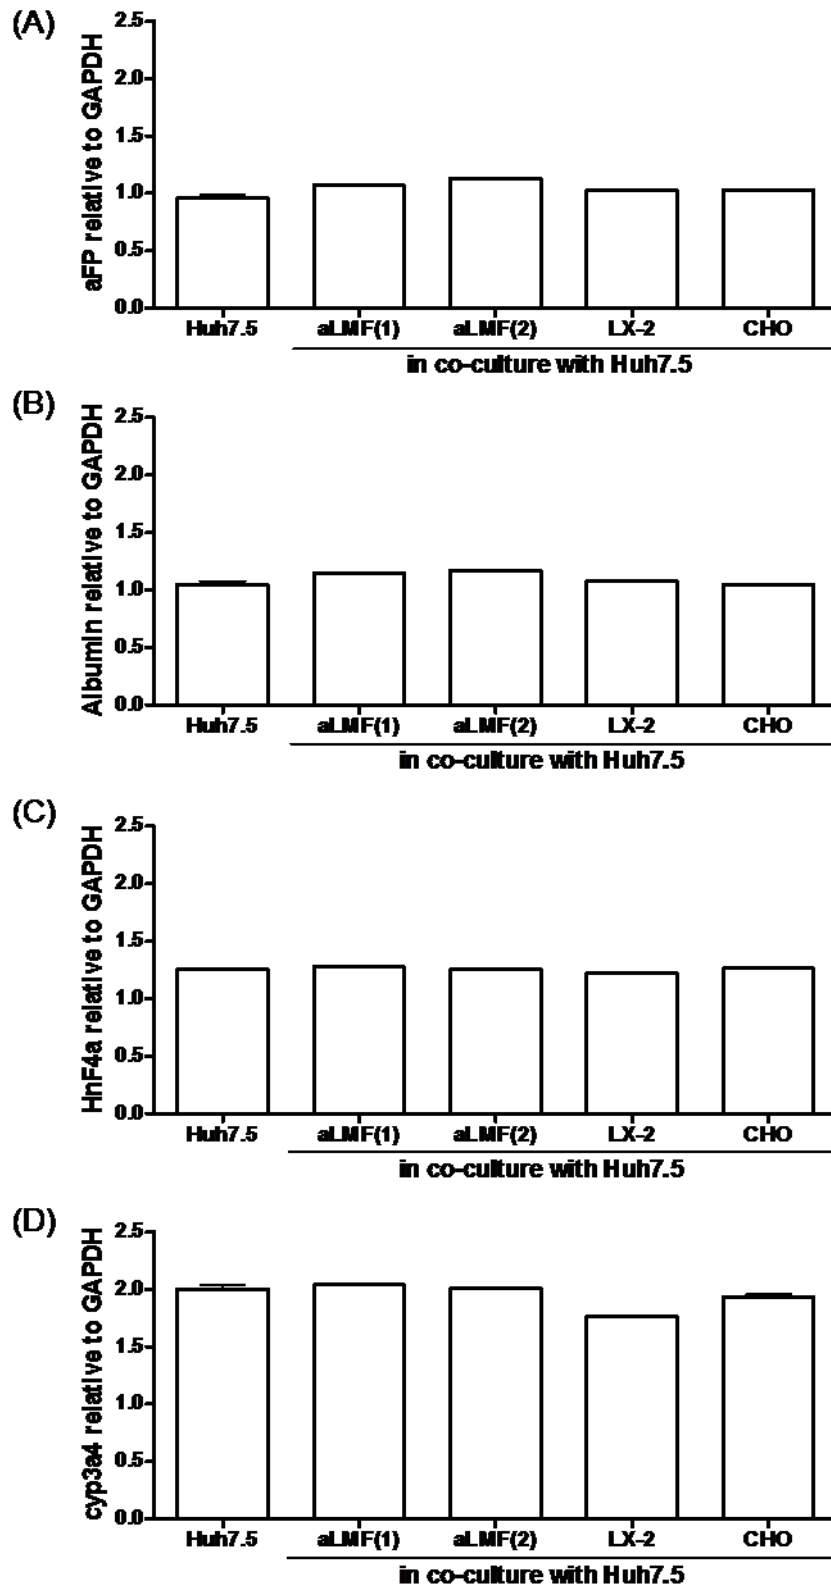 (A)
aFP relative to GAPDH
2.5
2.0
1.5
1.0
0.5
0.0
Huh7.5 aLMF(1) aLMF(2) LX-2 CHO
in co-culture with Huh7.5
(B)
Albumin relative to GAPDH
2.5
2.0
1.5
1.0
0.5
0.0
Huh7.5 aLMF(1) aLMF(2) LX-2 CHO
in co-culture with Huh7.5
(C)
HnF4a relative to GAPDH
2.5
2.0
1.5
1.0
0.5
0.0
Huh7.5 aLMF(1) aLMF(2) LX-2 CHO
in co-culture with Huh7.5
(D)
cyp3a4 relative to GAPDH
2.5
2.0
1.5
1.0
0.5
0.0
Huh7.5 aLMF(1) aLMF(2) LX-2 CHO
in co-culture with Huh7.5